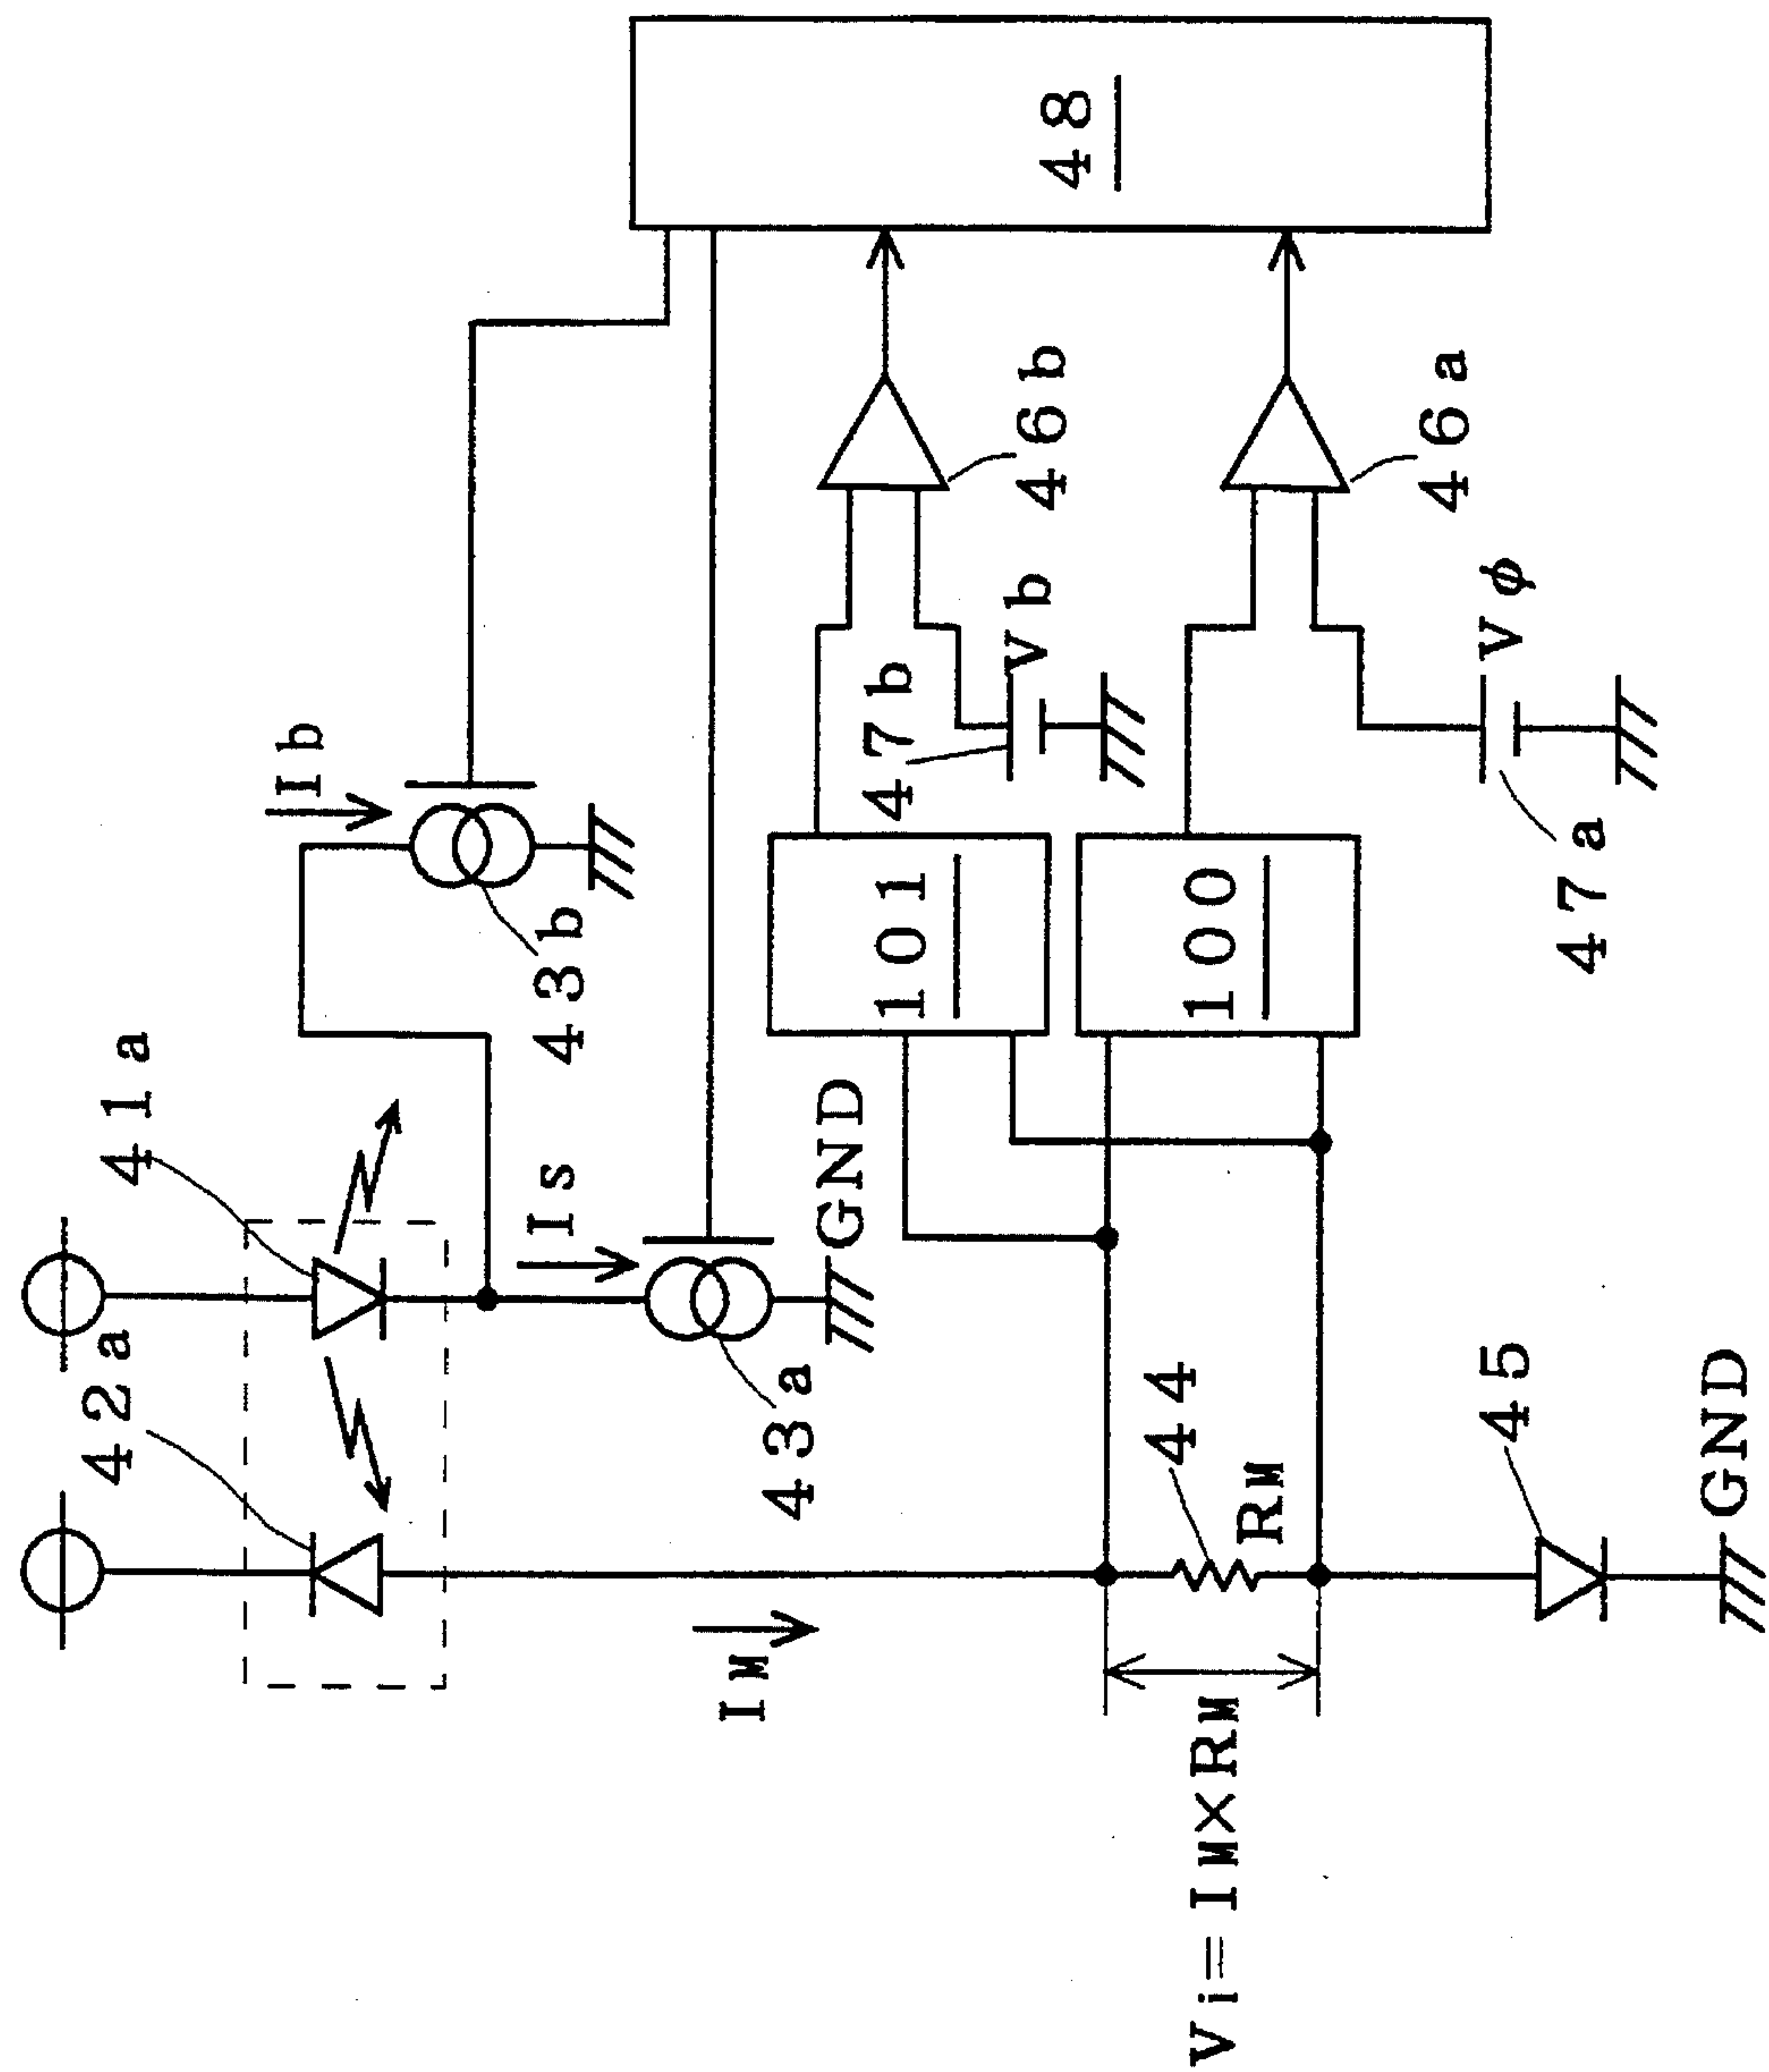 42a
41a
IM
Is
Ib
43a
43b
GND
Vi=IM×RM
RM
44
45
GND
101
100
47b
Vb
46b
47a
Vφ
46a
48